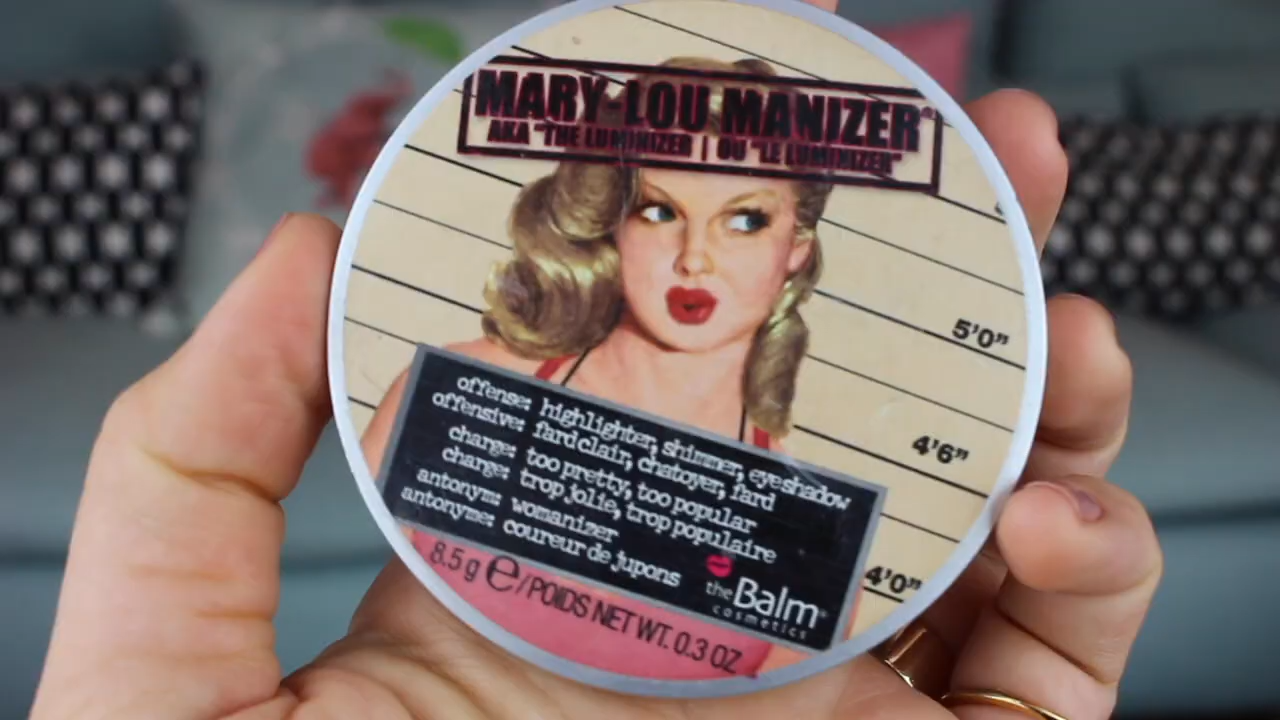 MARY-LOU MANIZER®
AKA "THE LUMINIZER | OU "LE LUMINIZER"
5'0"
4'6"
4'0"
offense: highlighter, shimmer, eyeshadow
offensive: fard clair, chatoyer, fard
charge: too pretty, too popular
charge: trop jolie, trop populaire
antonym: womanizer
antonyme: coureur de jupons
the Balm®
cosmetics
8.5 g ℮/POIDS NET WT. 0.3 OZ